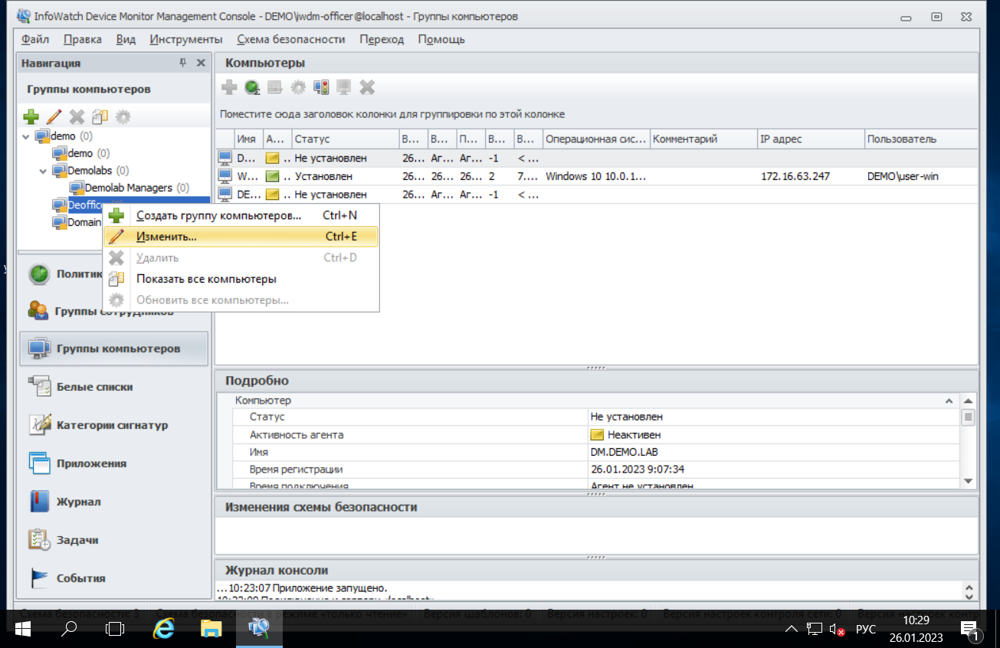 InfoWatch Device Monitor Management Console - DEMO\iwdm-officer@localhost - Группы компьютеров
Файл Правка Вид Инструменты Схема безопасности Переход Помощь
Навигация
Группы компьютеров
demo (0)
demo (0)
Demolabs (0)
Demolab Managers (0)
Deoffic
Domain
Создать группу компьютеров... Ctrl+N
Изменить... Ctrl+E
Удалить Ctrl+D
Показать все компьютеры
Обновить все компьютеры...
Политик
Группы сотрудников
Группы компьютеров
Белые списки
Категории сигнатур
Приложения
Журнал
Задачи
События
Компьютеры
Поместите сюда заголовок колонки для группировки по этой колонке
Имя А... Статус В... В... П... В... В... Операционная сис... Комментарий IP адрес Пользователь
D... .. Не установлен 26... Аг... Аг... -1 < ...
W... .. Установлен 26... 26... 26... 2 7.... Windows 10 10.0.1... 172.16.63.247 DEMO\user-win
DE... .. Не установлен 26... Аг... Аг... -1 < ...
Подробно
Компьютер
Статус Не установлен
Активность агента Неактивен
Имя DM.DEMO.LAB
Время регистрации 26.01.2023 9:07:34
Время подключения Агент не установлен
Изменения схемы безопасности
Журнал консоли
...10:23:07 Приложение запущено.
Схема безопасности: 3 Схема безопасности в режиме «только чтение» Версия шаблонов: 0 Версия настроек: 0 Версия настроек контроля сети: 0 Версия настроек контр
РУС
10:29
26.01.2023
1